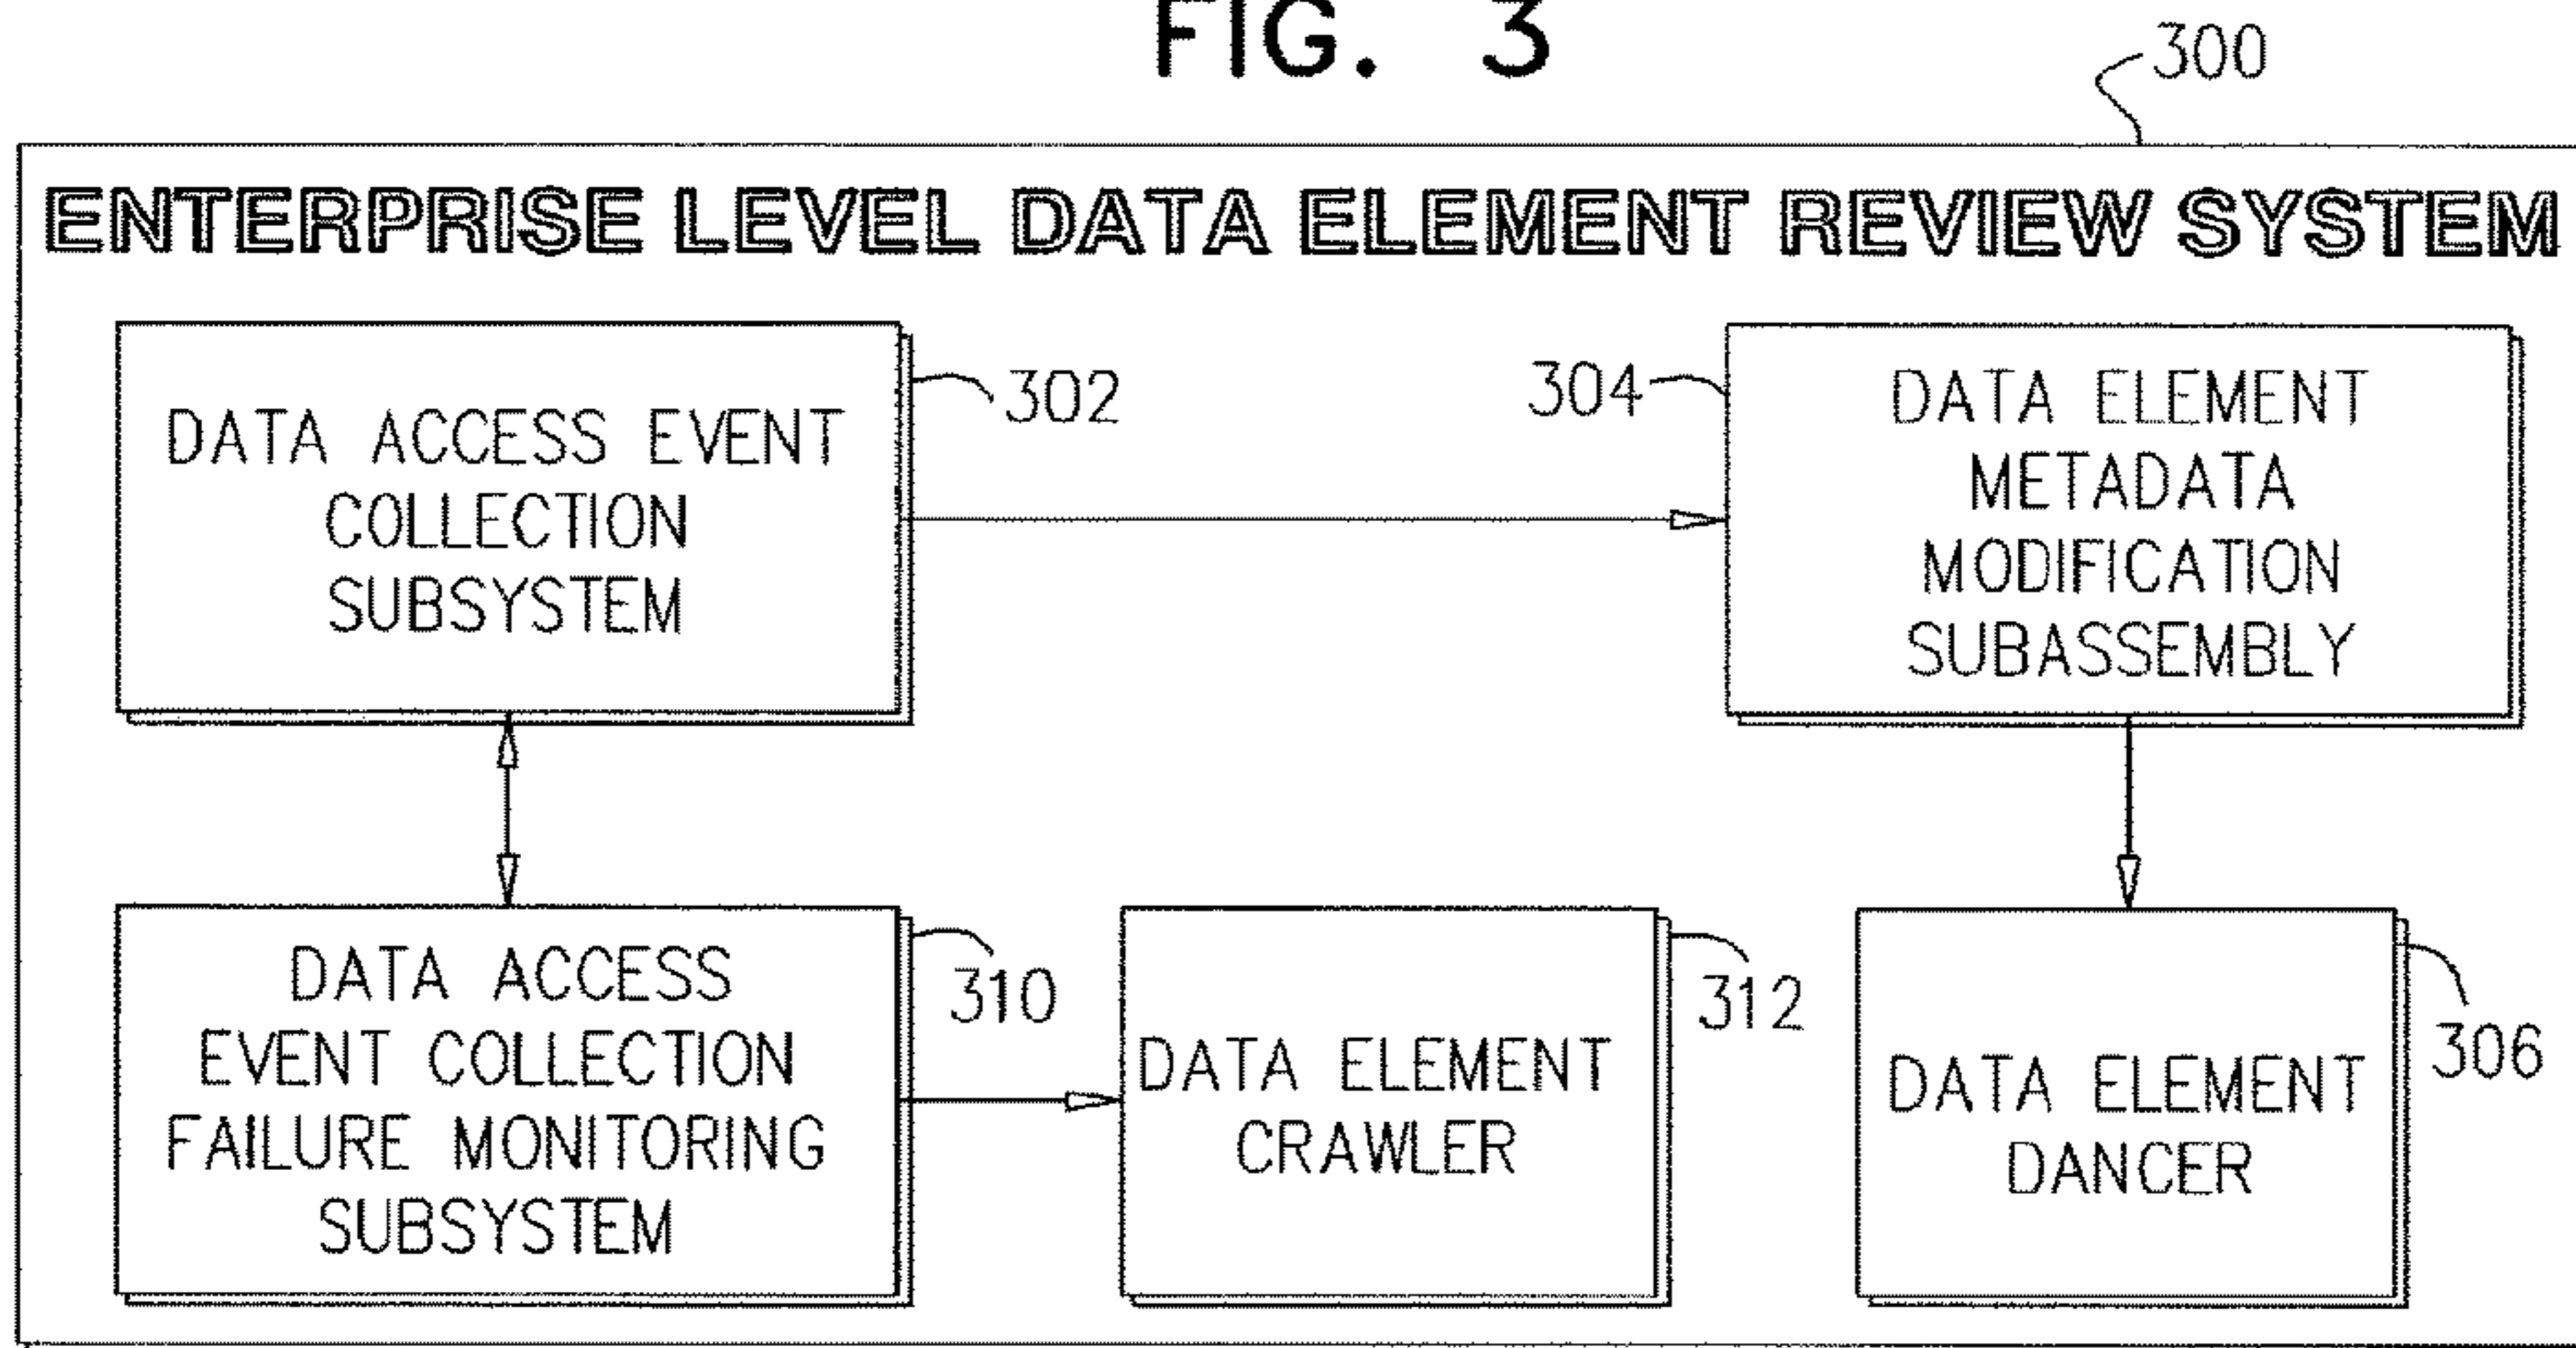 FIG. 3
300
ENTERPRISE LEVEL DATA ELEMENT REVIEW SYSTEM
DATA ACCESS EVENT
COLLECTION
SUBSYSTEM
302
304
DATA ELEMENT
METADATA
MODIFICATION
SUBASSEMBLY
DATA ACCESS
EVENT COLLECTION
FAILURE MONITORING
SUBSYSTEM
310
DATA ELEMENT
CRAWLER
312
DATA ELEMENT
DANCER
306